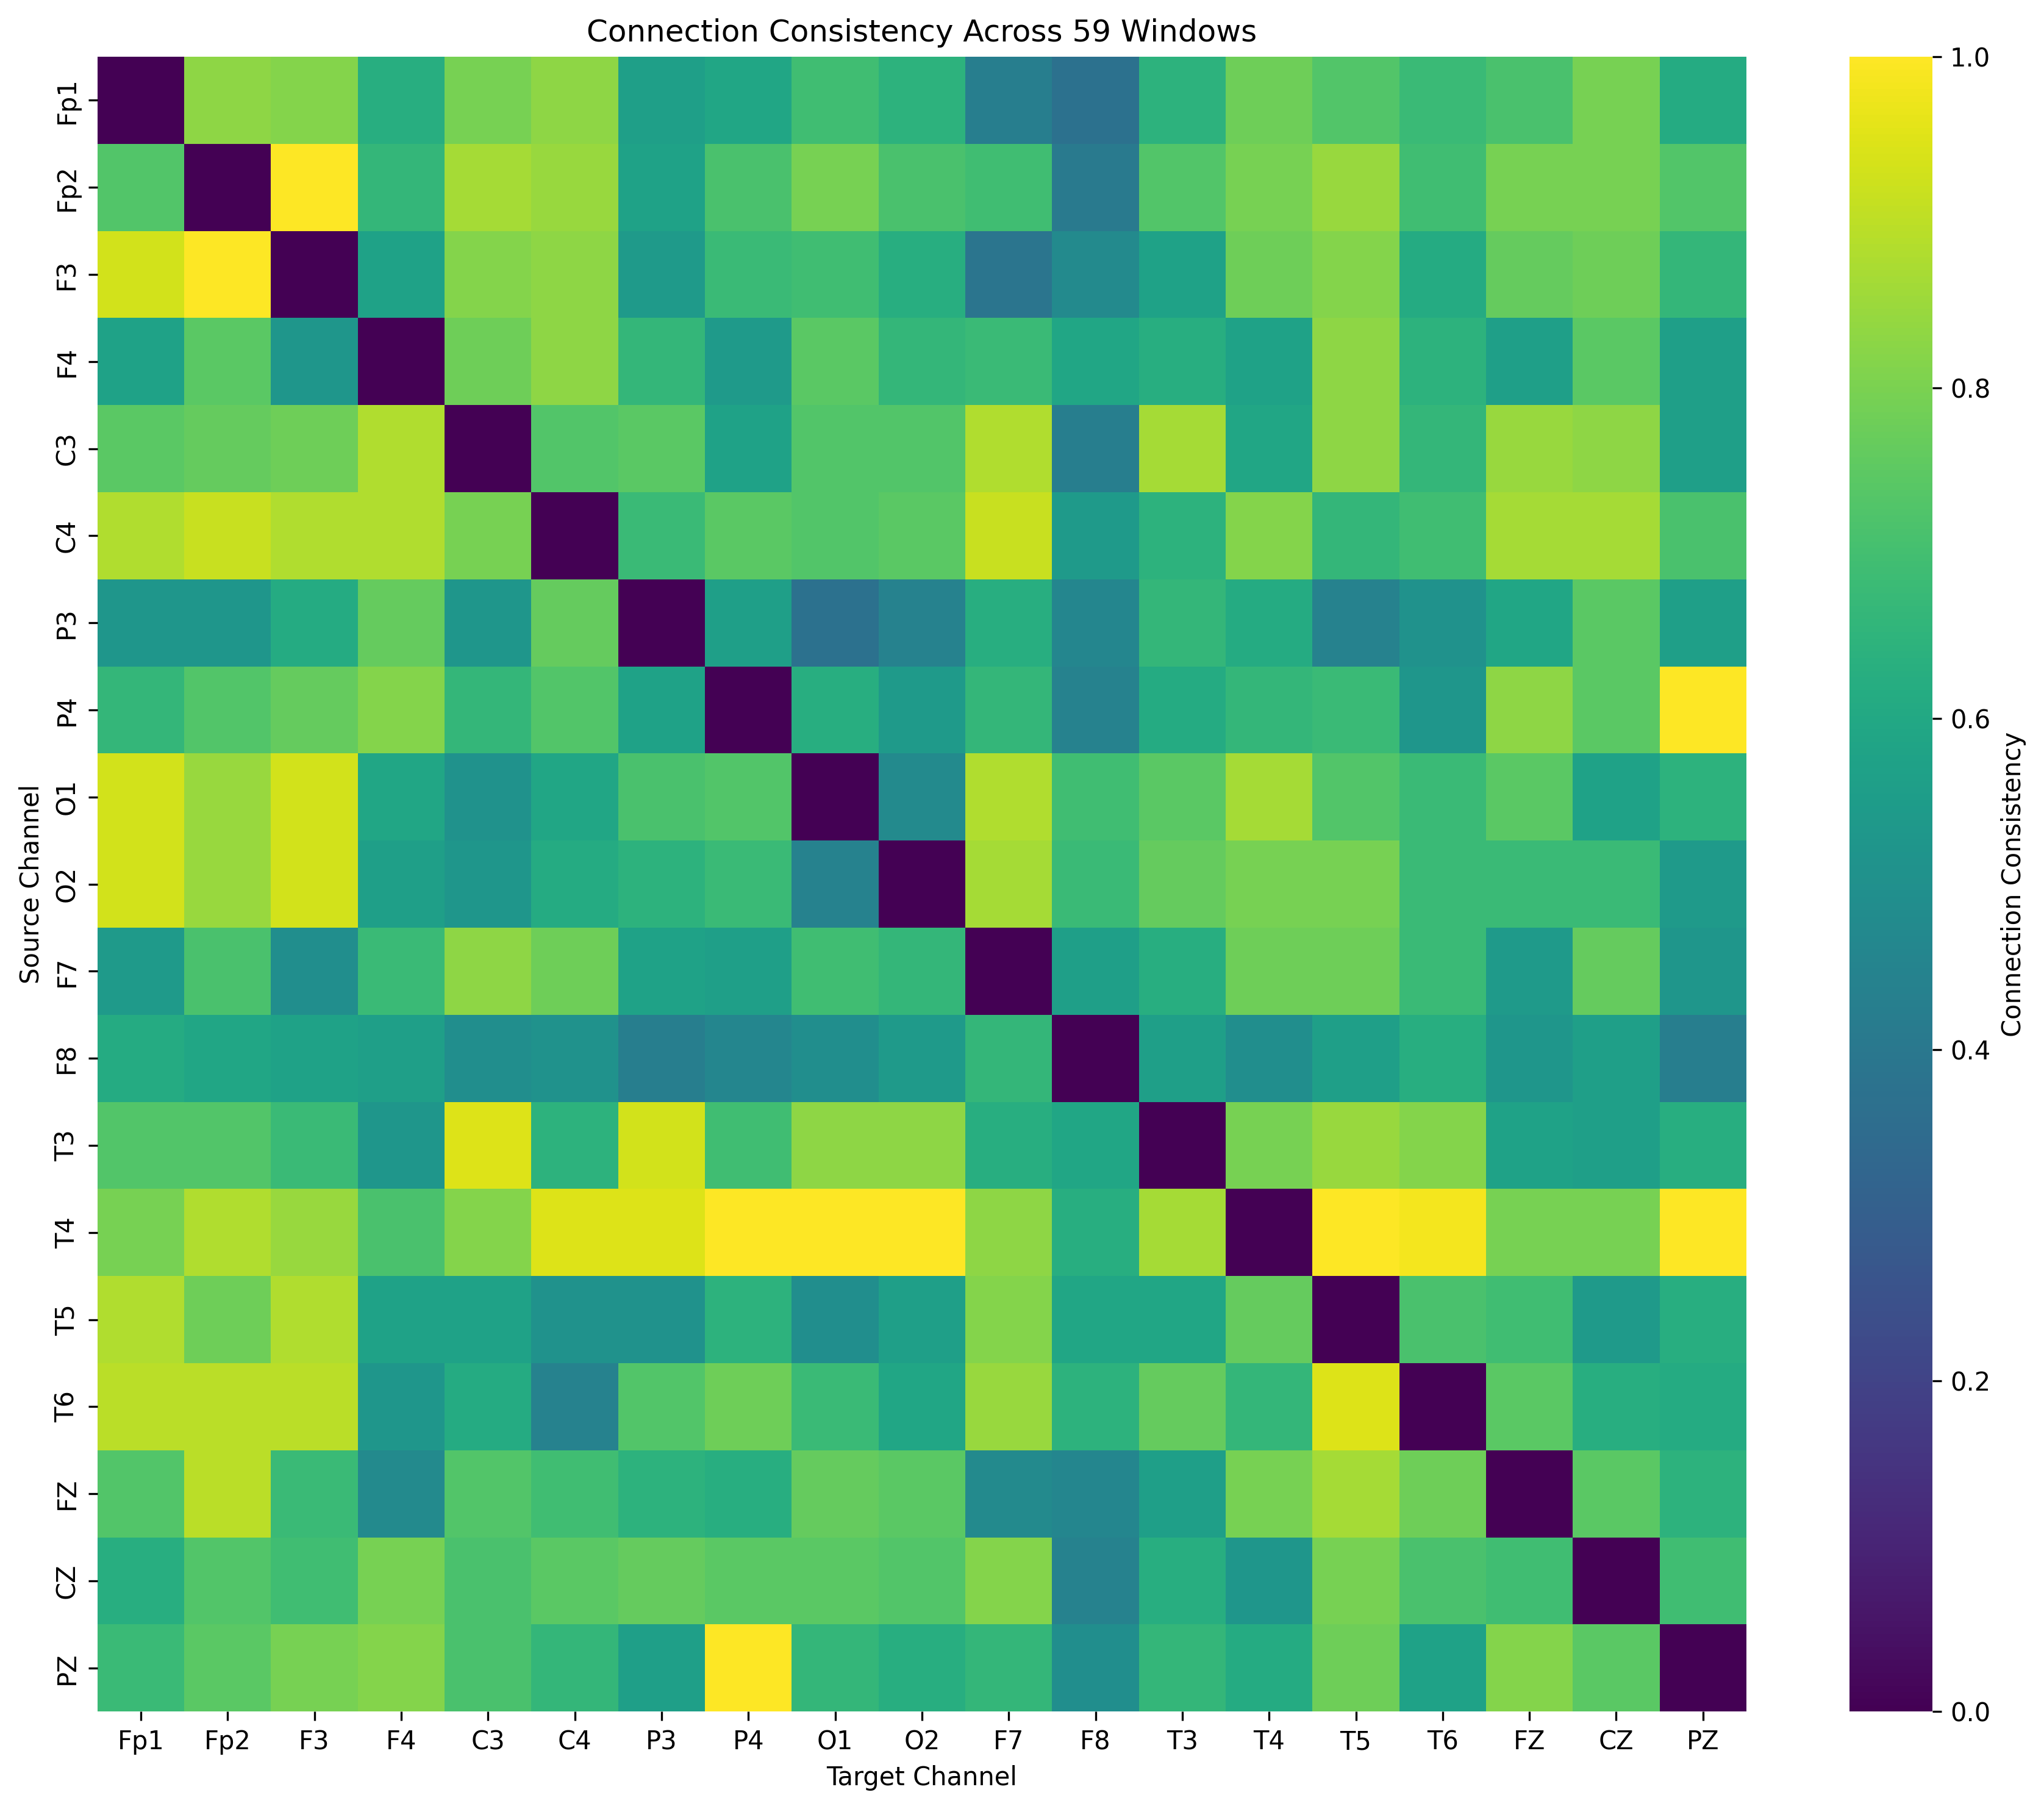 Connection Consistency Across 59 Windows
Fp1
Fp2
F3
F4
C3
C4
P3
P4
O1
O2
F7
F8
T3
T4
T5
T6
FZ
CZ
PZ
Source Channel
Fp1 Fp2 F3 F4 C3 C4 P3 P4 O1 O2 F7 F8 T3 T4 T5 T6 FZ CZ PZ
Target Channel
1.0
0.8
0.6
0.4
0.2
0.0
Connection Consistency